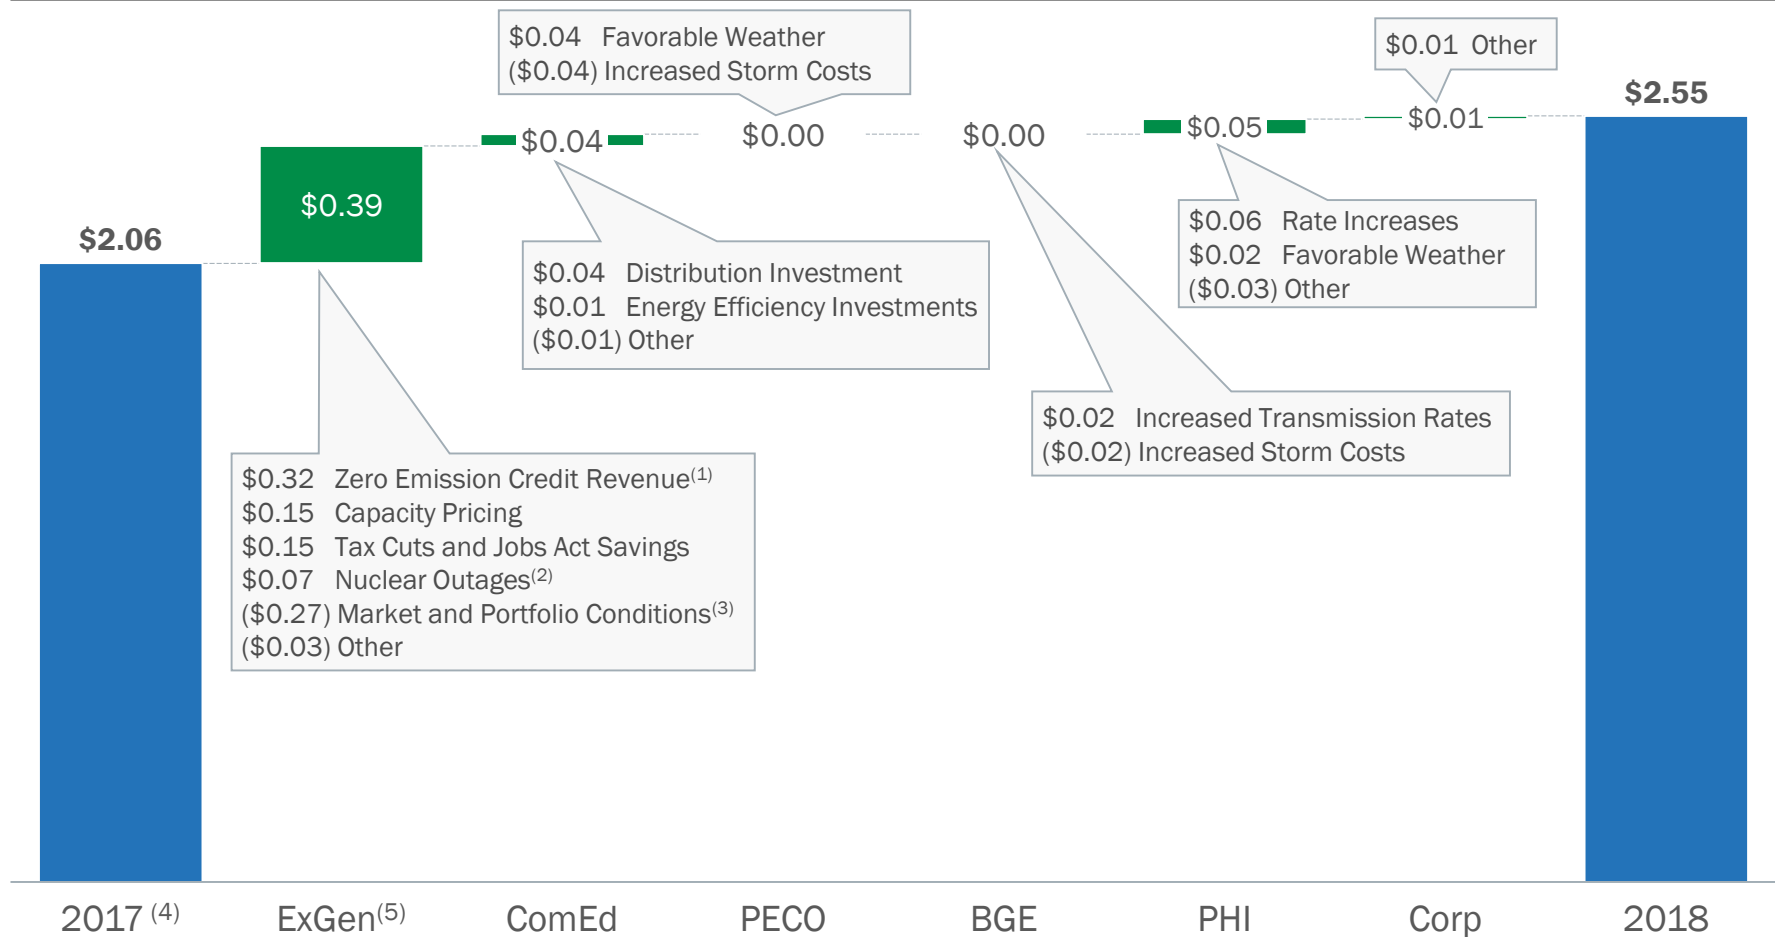 $0.04 Favorable Weather
($0.04) Increased Storm Costs
$0.01 Other
$2.06
$0.39
$0.04
$0.00
$0.00
$0.05
$0.01
$2.55
$0.04 Distribution Investment
$0.01 Energy Efficiency Investments
($0.01) Other
$0.06 Rate Increases
$0.02 Favorable Weather
($0.03) Other
$0.02 Increased Transmission Rates
($0.02) Increased Storm Costs
$0.32 Zero Emission Credit Revenue(1)
$0.15 Capacity Pricing
$0.15 Tax Cuts and Jobs Act Savings
$0.07 Nuclear Outages(2)
($0.27) Market and Portfolio Conditions(3)
($0.03) Other
2017 (4) ExGen(5) ComEd PECO BGE PHI Corp 2018